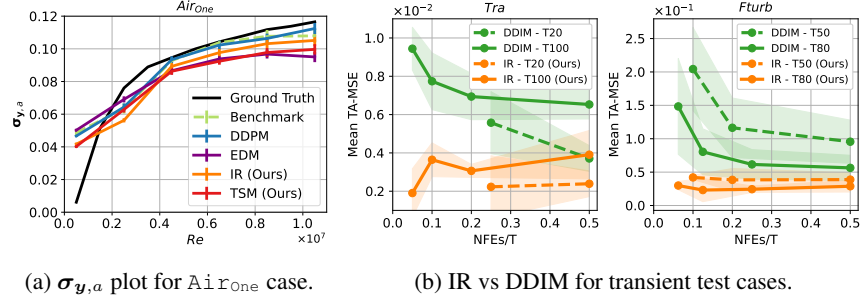 Air_One
σ_y,a
0.12
0.10
0.08
0.06
0.04
0.02
0.00
Ground Truth
Benchmark
DDPM
EDM
IR (Ours)
TSM (Ours)
0.0 0.2 0.4 0.6 0.8 1.0
×10^7
Re
Tra
×10^−2
Mean TA-MSE
1.0
0.8
0.6
0.4
0.2
DDIM - T20
DDIM - T100
IR - T20 (Ours)
IR - T100 (Ours)
0.0 0.1 0.2 0.3 0.4 0.5
NFEs/T
Fturb
×10^−1
Mean TA-MSE
2.5
2.0
1.5
1.0
0.5
0.0
DDIM - T50
DDIM - T80
IR - T50 (Ours)
IR - T80 (Ours)
0.1 0.2 0.3 0.4 0.5
NFEs/T
(a) σ_y,a plot for Air_One case.
(b) IR vs DDIM for transient test cases.